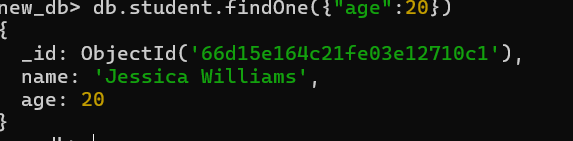 new_db> db.student.findOne({"age":20})
{
  _id: ObjectId('66d15e164c21fe03e12710c1'),
  name: 'Jessica Williams',
  age: 20
}